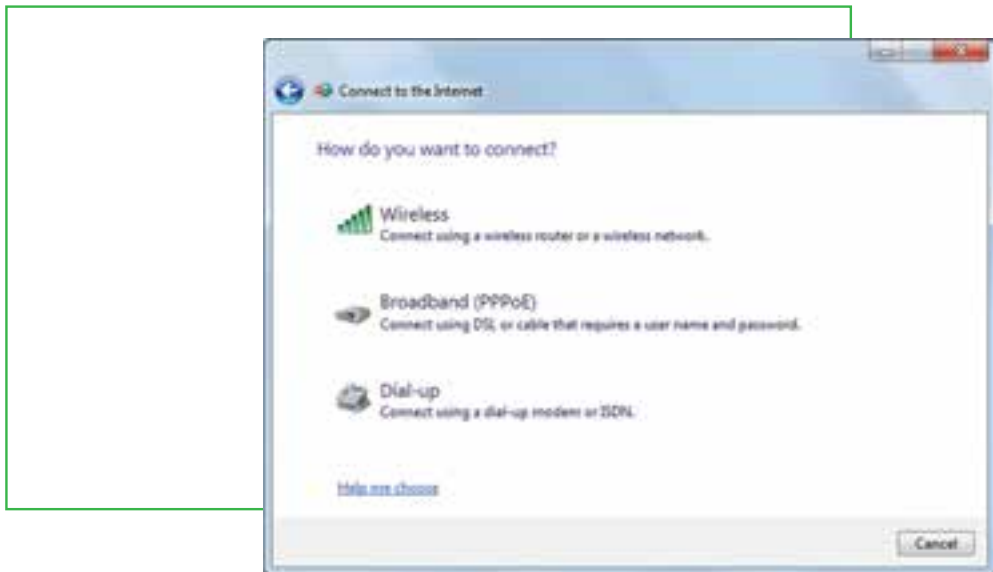 Connect to the Internet
How do you want to connect?
Wireless
Connect using a wireless router or a wireless network.
Broadband (PPPoE)
Connect using DSL or cable that requires a user name and password.
Dial-up
Connect using a dial-up modem or ISDN.
Help me choose
Cancel